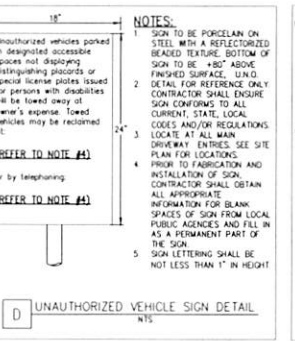 18"
nauthorized vehicles parked
designated accessible
paces not displaying
istinguishing placards or
pecial license plates issued
or persons with disabilities
ill be towed away at
wner's expense. Towed
ehicles may be reclaimed
t:
REFER TO NOTE #4)
r by telephoning:
REFER TO NOTE #4)
24"
NOTES:
1 SIGN TO BE PORCELAIN ON
STEEL WITH A REFLECTORIZED
BEADED TEXTURE. BOTTOM OF
SIGN TO BE +80" ABOVE
FINISHED SURFACE, U.N.O.
2 DETAIL FOR REFERENCE ONLY
CONTRACTOR SHALL ENSURE
SIGN CONFORMS TO ALL
CURRENT, STATE, LOCAL
CODES AND/OR REGULATIONS.
3 LOCATE AT ALL MAIN
DRIVEWAY ENTRIES. SEE SITE
PLAN FOR LOCATIONS.
4 PRIOR TO FABRICATION AND
INSTALLATION OF SIGN,
CONTRACTOR SHALL OBTAIN
ALL APPROPRIATE
INFORMATION FOR BLANK
SPACES OF SIGN FROM LOCAL
PUBLIC AGENCIES AND FILL IN
AS A PERMANENT PART OF
THE SIGN.
5 SIGN LETTERING SHALL BE
NOT LESS THAN 1" IN HEIGHT
D UNAUTHORIZED VEHICLE SIGN DETAIL
NTS